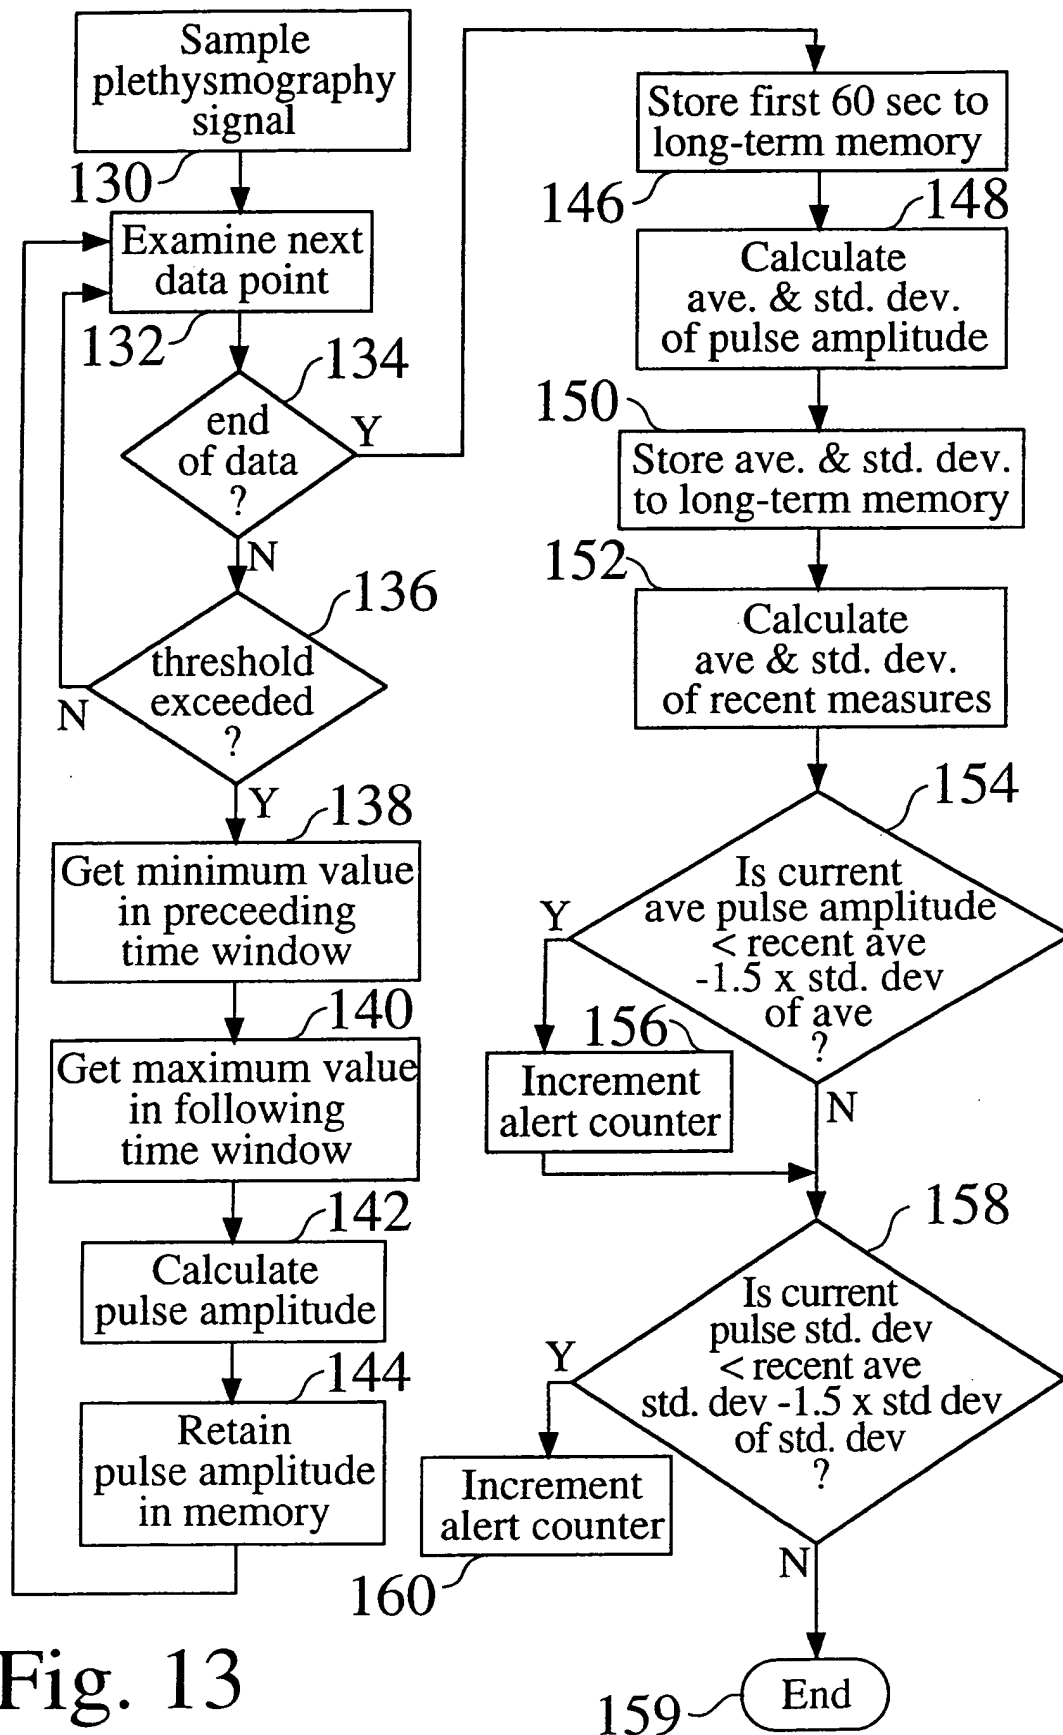 Sample
plethysmography
signal
130
Examine next
data point
132
134
end
of data
?
Y
N
136
threshold
exceeded
?
N
Y
138
Get minimum value
in preceeding
time window
140
Get maximum value
in following
time window
142
Calculate
pulse amplitude
144
Retain
pulse amplitude
in memory
Store first 60 sec to
long-term memory
146
148
Calculate
ave. & std. dev.
of pulse amplitude
150
Store ave. & std. dev.
to long-term memory
152
Calculate
ave & std. dev.
of recent measures
154
Is current
ave pulse amplitude
< recent ave
-1.5 x std. dev
of ave
?
Y
N
156
Increment
alert counter
158
Is current
pulse std. dev
< recent ave
std. dev -1.5 x std dev
of std. dev
?
Y
N
Increment
alert counter
160
End
159
Fig. 13